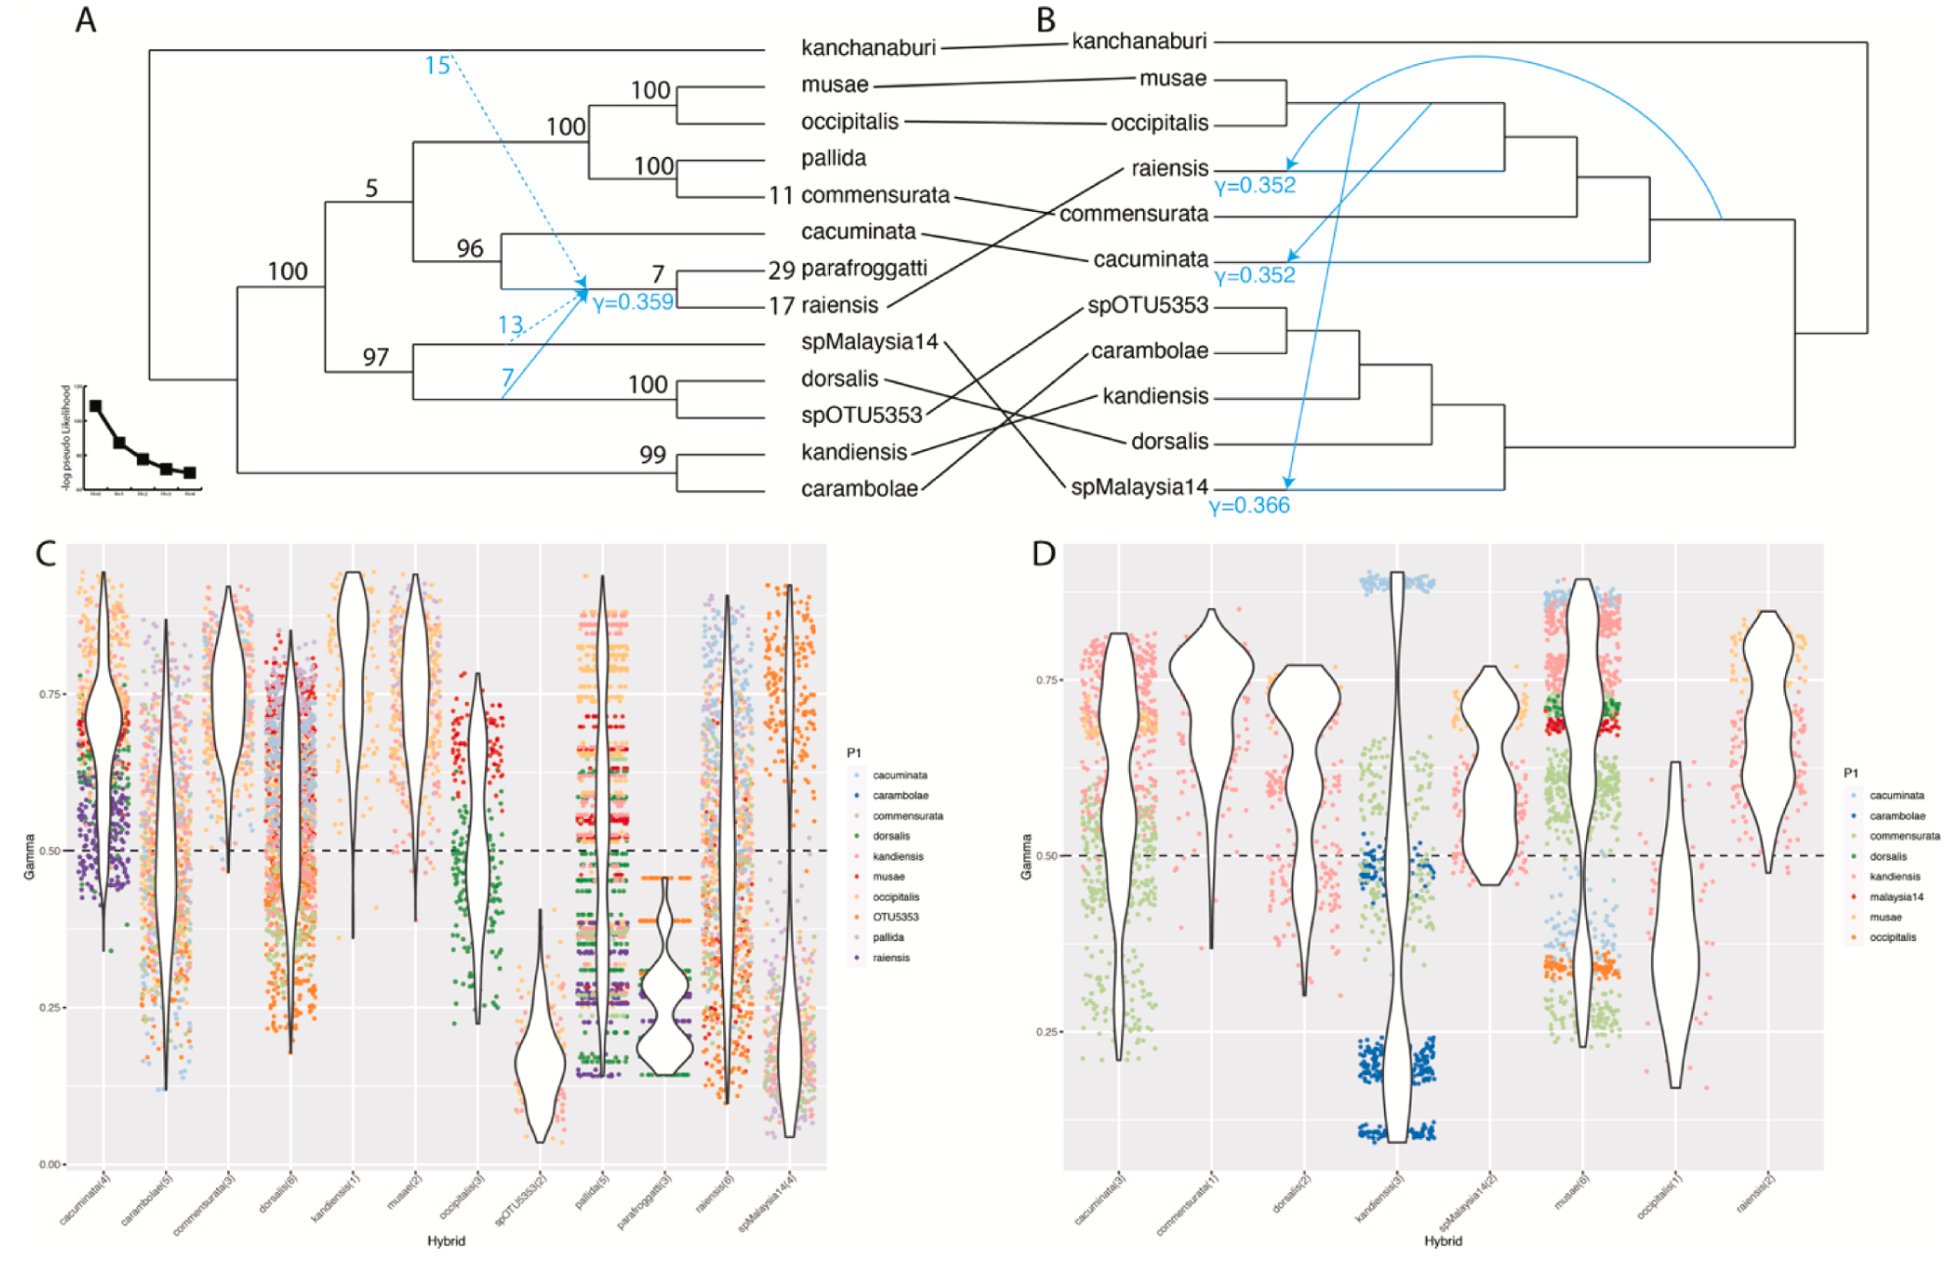 A
B
15
100
100
100
5
11
96
100
7
29
γ=0.359
17
13
97
7
100
99
kanchanaburi
musae
occipitalis
pallida
commensurata
cacuminata
parafroggatti
raiensis
spMalaysia14
dorsalis
spOTU5353
kandiensis
carambolae
-log pseudo Likelihood
kanchanaburi
musae
occipitalis
raiensis
γ=0.352
commensurata
cacuminata
γ=0.352
spOTU5353
carambolae
kandiensis
dorsalis
spMalaysia14
γ=0.366
C
Gamma
0.75
0.50
0.25
0.00
cacuminata(4)
carambolae(5)
commensurata(3)
dorsalis(6)
kandiensis(1)
musae(2)
occipitalis(3)
spOTU5353(2)
pallida(5)
parafroggatti(3)
raiensis(6)
spMalaysia14(4)
Hybrid
P1
cacuminata
carambolae
commensurata
dorsalis
kandiensis
musae
occipitalis
OTU5353
pallida
raiensis
D
Gamma
0.75
0.50
0.25
cacuminata(3)
commensurata(1)
dorsalis(2)
kandiensis(3)
spMalaysia14(2)
musae(6)
occipitalis(1)
raiensis(2)
Hybrid
P1
cacuminata
carambolae
commensurata
dorsalis
kandiensis
malaysia14
musae
occipitalis